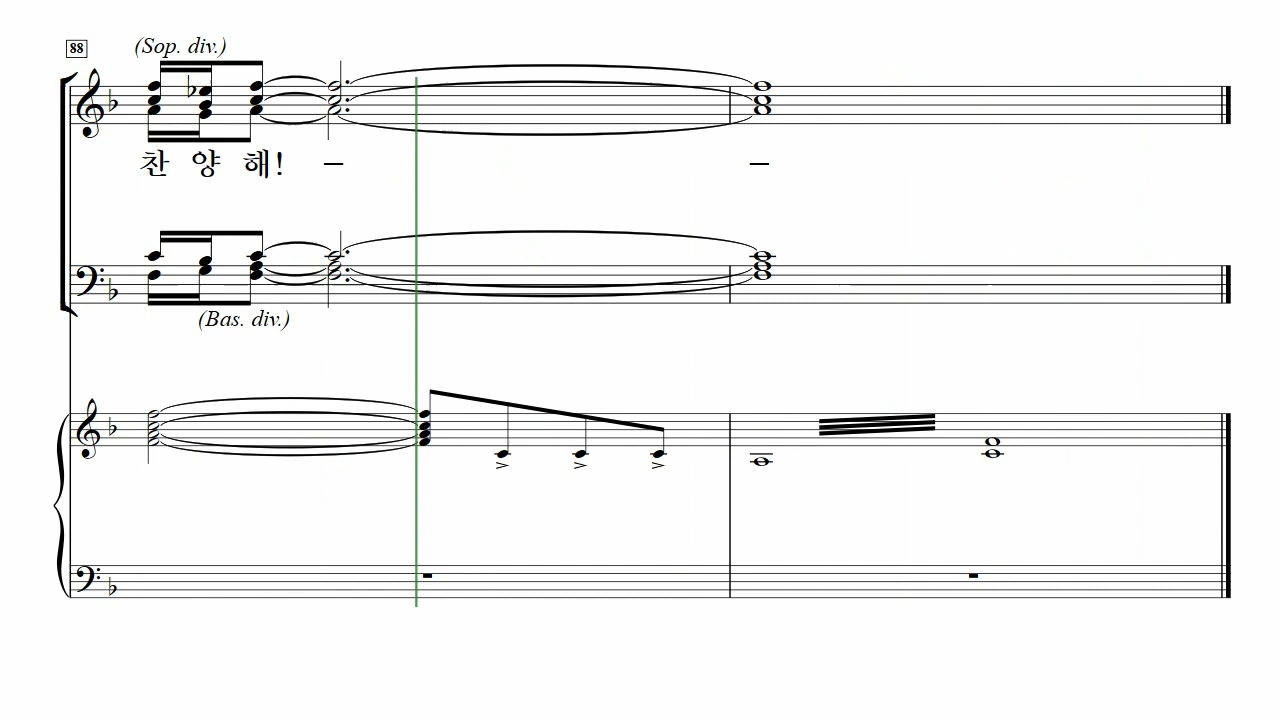 88
(Sop. div.)
찬 양 해! –
–
(Bas. div.)